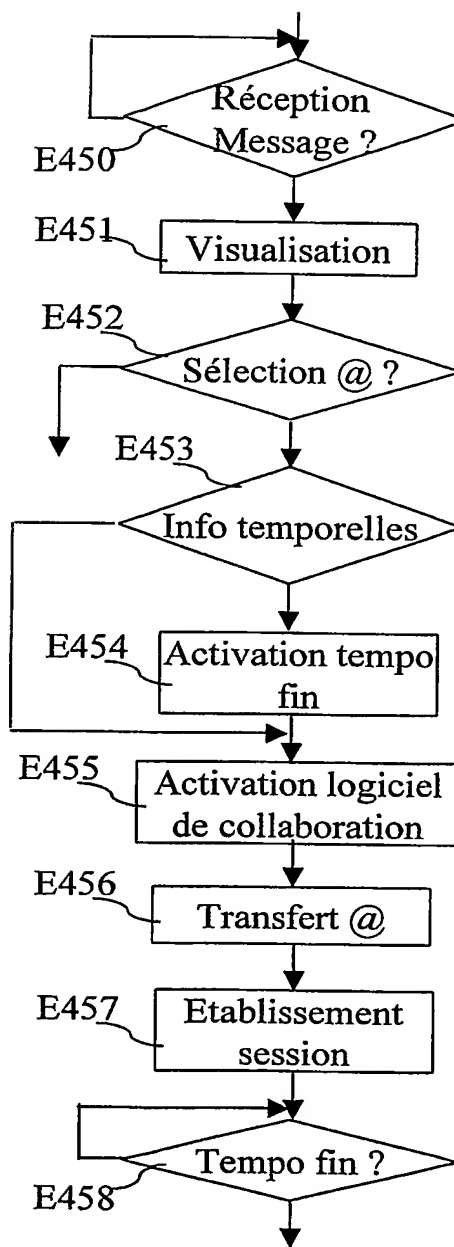 Réception
Message ?
E450
E451
Visualisation
E452
Sélection @ ?
E453
Info temporelles
E454
Activation tempo
fin
E455
Activation logiciel
de collaboration
E456
Transfert @
E457
Etablissement
session
Tempo fin ?
E458